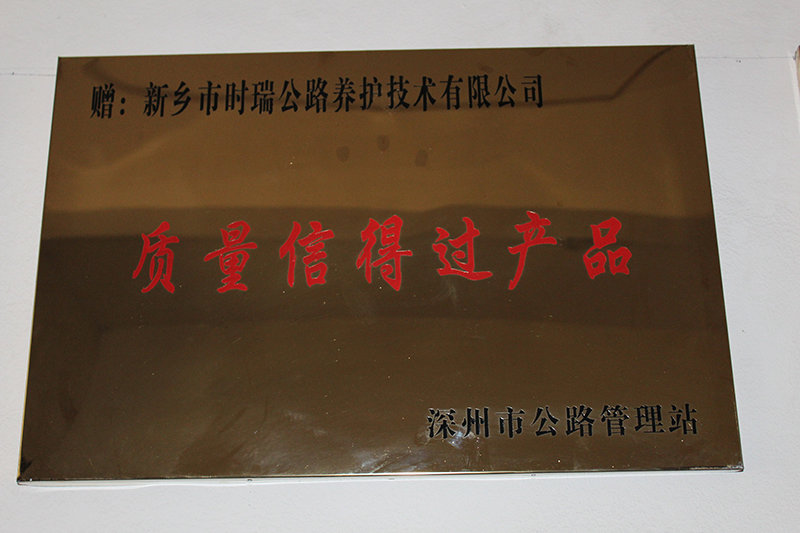 赠：新乡市时瑞公路养护技术有限公司
质量信得过产品
深州市公路管理站